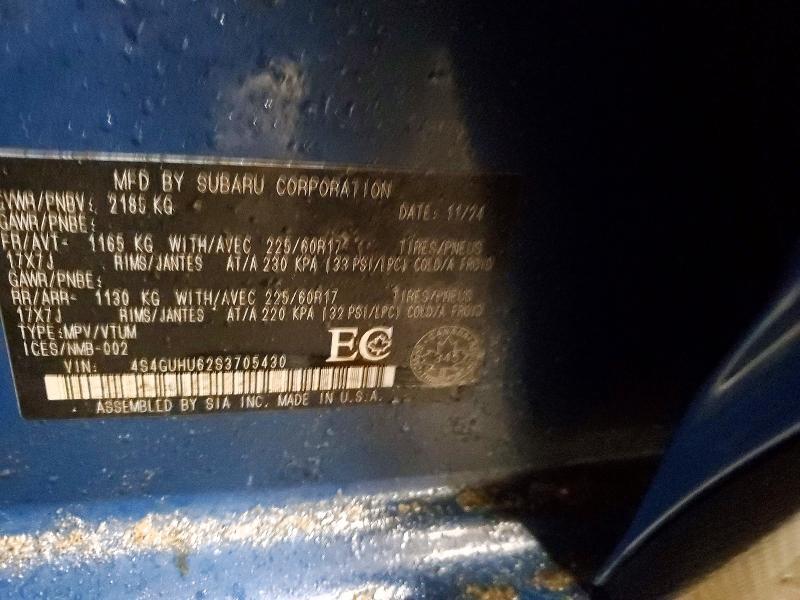 MFD BY SUBARU CORPORATION
GVWR/PNBV: 2185 KG DATE: 11/24
GAWR/PNBE:
FR/AVT- 1165 KG WITH/AVEC 225/60R17 TIRES/PNEUS
17X7J RIMS/JANTES AT/A 230 KPA (33 PSI/LPC) COLD/A FROID
GAWR/PNBE:
RR/ARR- 1130 KG WITH/AVEC 225/60R17 TIRES/PNEUS
17X7J RIMS/JANTES AT/A 220 KPA (32 PSI/LPC) COLD/A FROID
TYPE:MPV/VTUM
ICES/NMB-002 EC
VIN: 4S4GUHU62S3705430
ASSEMBLED BY SIA INC. MADE IN U.S.A.